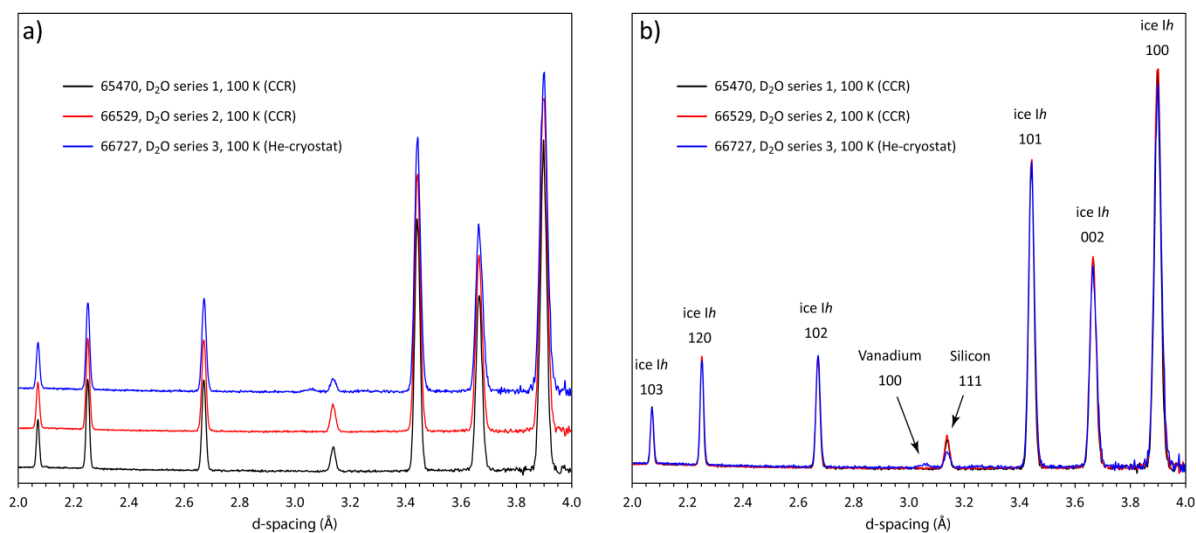 a)
65470, D₂O series 1, 100 K (CCR)
66529, D₂O series 2, 100 K (CCR)
66727, D₂O series 3, 100 K (He-cryostat)
2.0 2.2 2.4 2.6 2.8 3.0 3.2 3.4 3.6 3.8 4.0
d-spacing (Å)
b)
65470, D₂O series 1, 100 K (CCR)
66529, D₂O series 2, 100 K (CCR)
66727, D₂O series 3, 100 K (He-cryostat)
ice Ih
103
ice Ih
120
ice Ih
102
Vanadium
100
Silicon
111
ice Ih
101
ice Ih
002
ice Ih
100
2.0 2.2 2.4 2.6 2.8 3.0 3.2 3.4 3.6 3.8 4.0
d-spacing (Å)